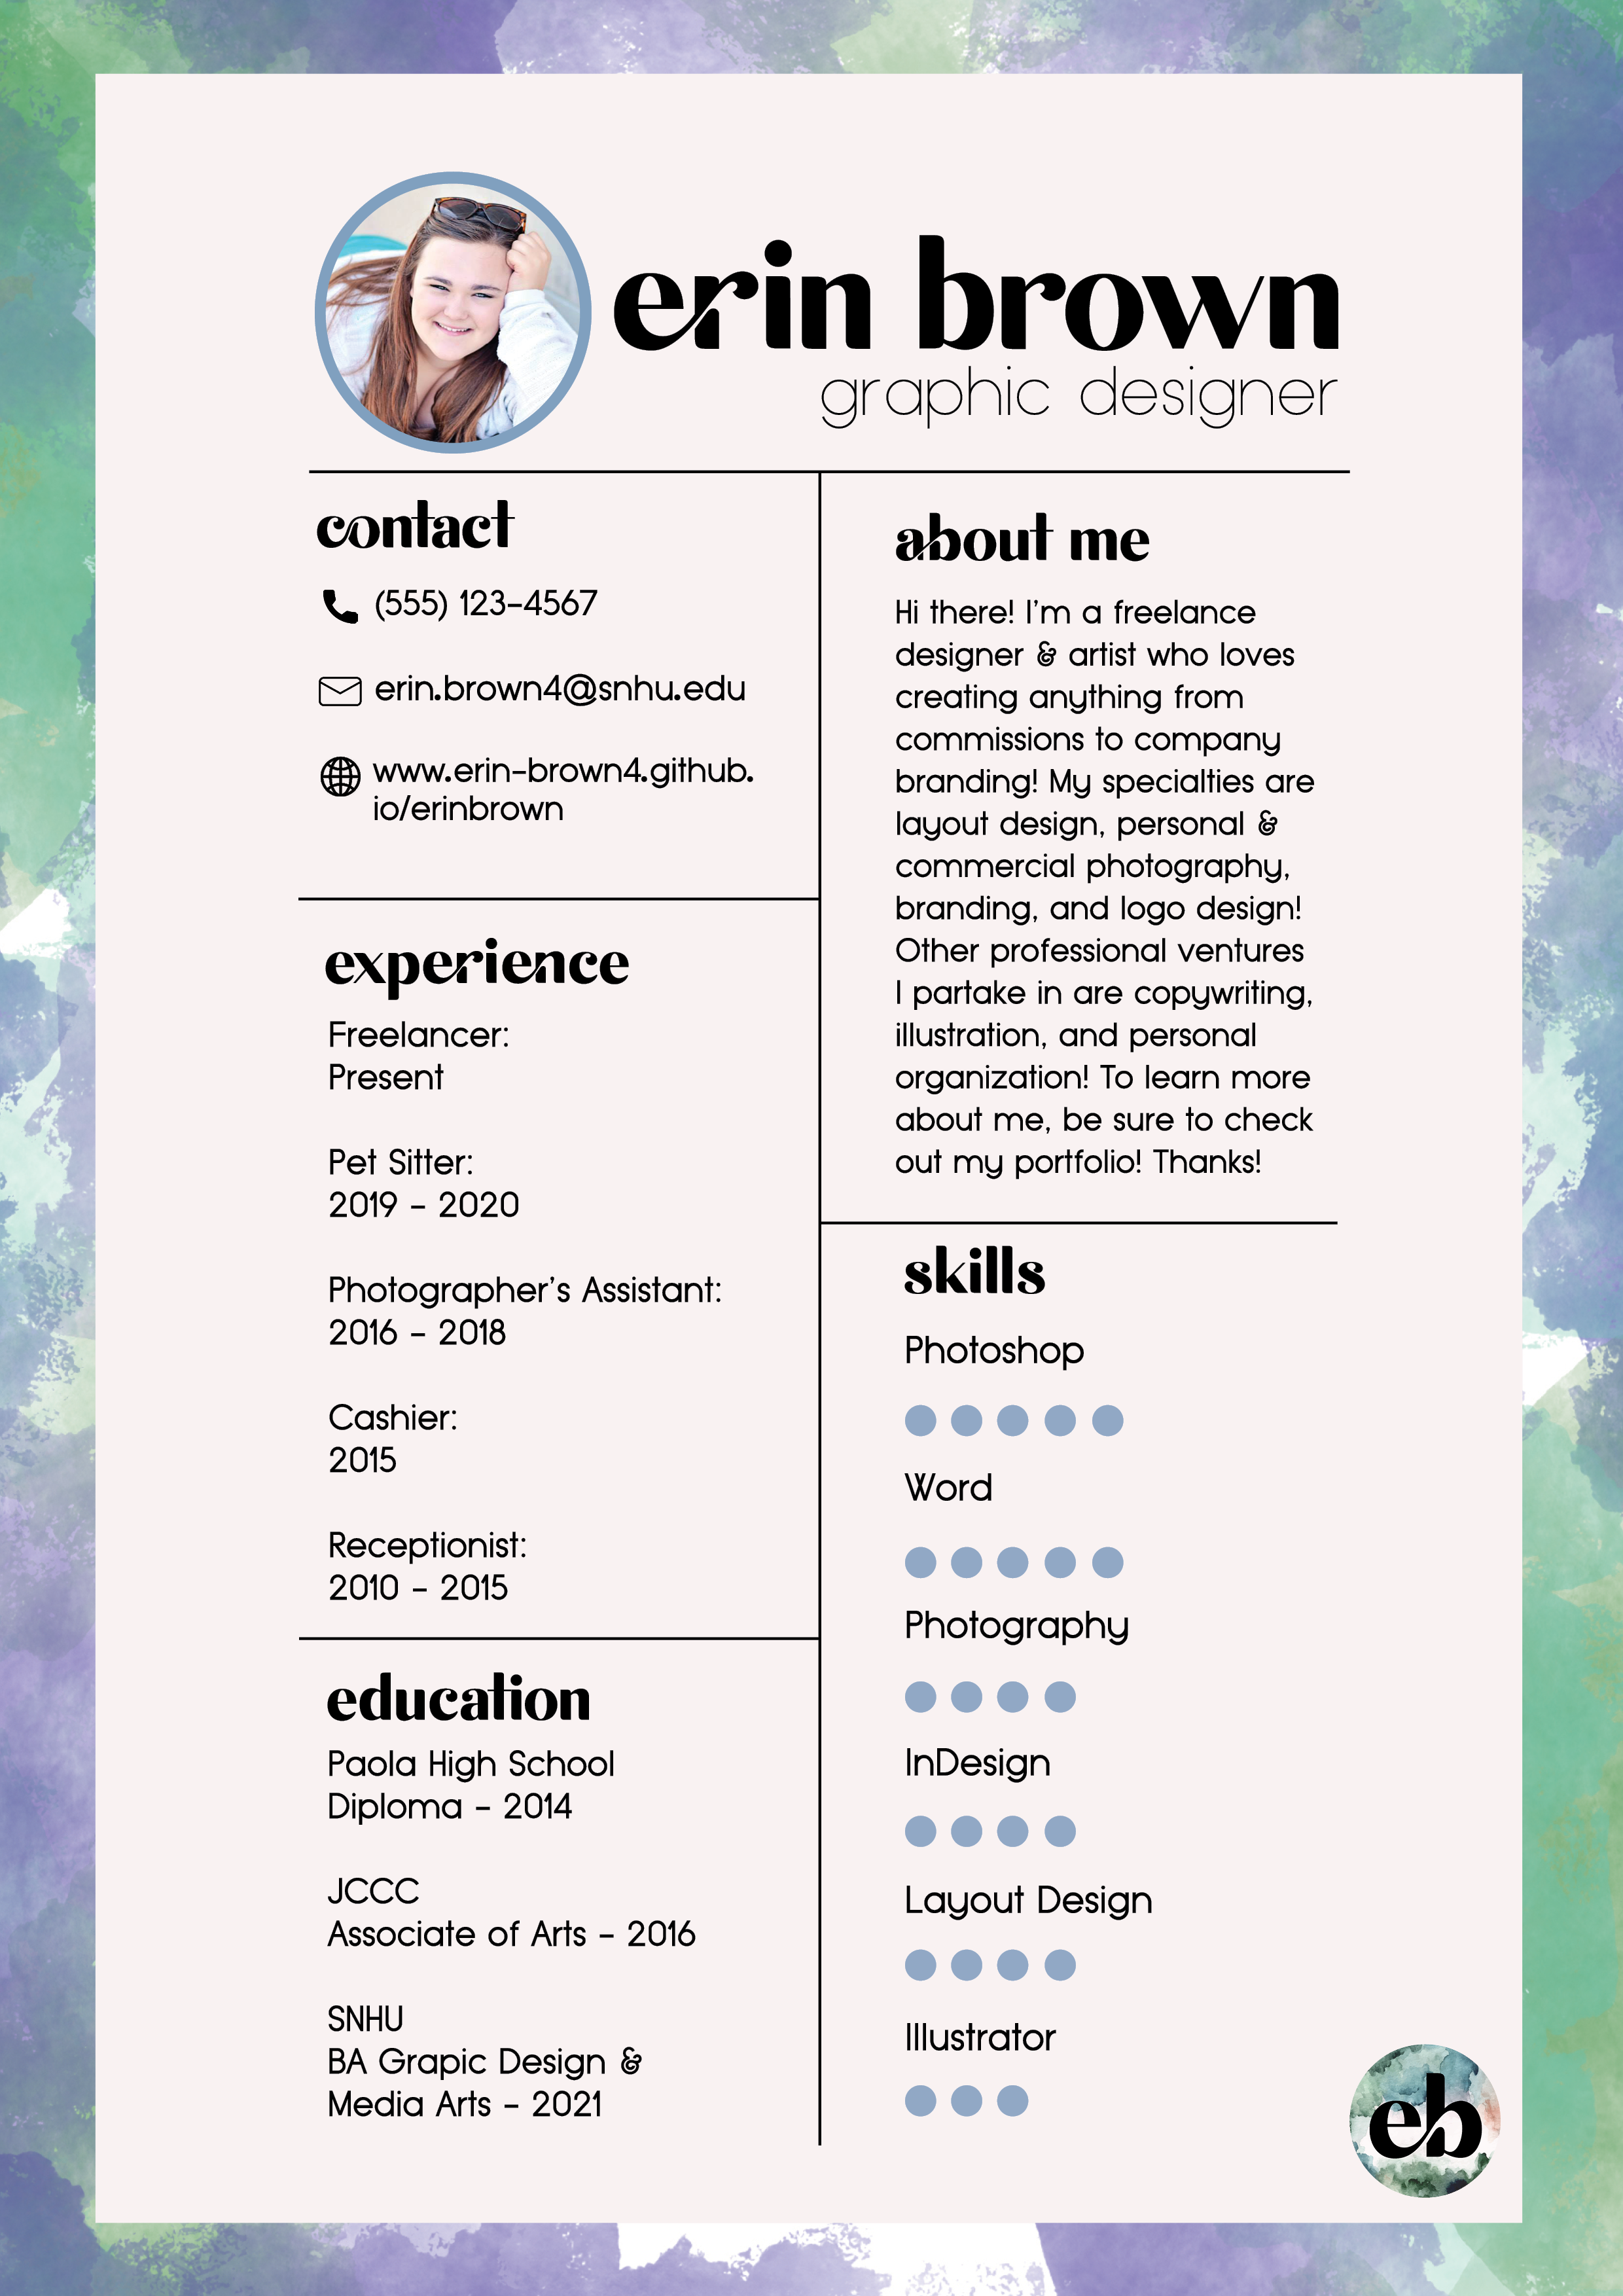 erin brown
graphic designer
contact
(555) 123-4567
erin.brown4@snhu.edu
www.erin-brown4.github.
io/erinbrown
experience
Freelancer:
Present
Pet Sitter:
2019 - 2020
Photographer's Assistant:
2016 - 2018
Cashier:
2015
Receptionist:
2010 - 2015
education
Paola High School
Diploma - 2014
JCCC
Associate of Arts - 2016
SNHU
BA Grapic Design &
Media Arts - 2021
about me
Hi there! I'm a freelance
designer & artist who loves
creating anything from
commissions to company
branding! My specialties are
layout design, personal &
commercial photography,
branding, and logo design!
Other professional ventures
I partake in are copywriting,
illustration, and personal
organization! To learn more
about me, be sure to check
out my portfolio! Thanks!
skills
Photoshop
Word
Photography
InDesign
Layout Design
Illustrator
eb